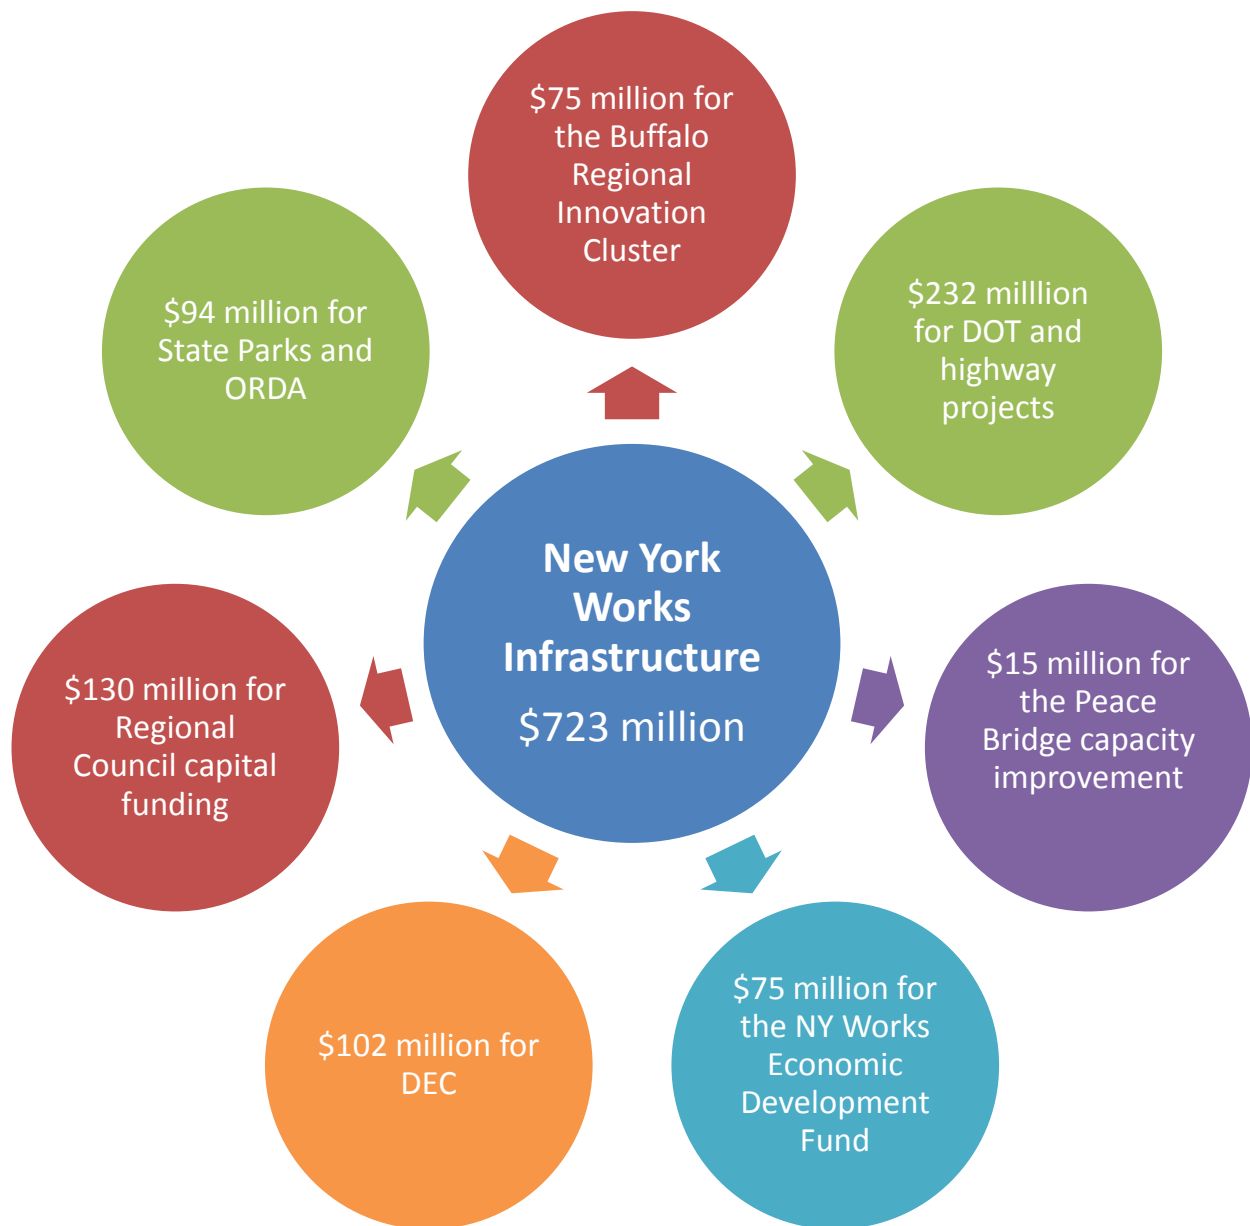 $75 million for
the Buffalo
Regional
Innovation
Cluster
$232 milllion
for DOT and
highway
projects
$15 million for
the Peace
Bridge capacity
improvement
$75 million for
the NY Works
Economic
Development
Fund
$102 million for
DEC
$130 million for
Regional
Council capital
funding
$94 million for
State Parks and
ORDA
New York
Works
Infrastructure
$723 million